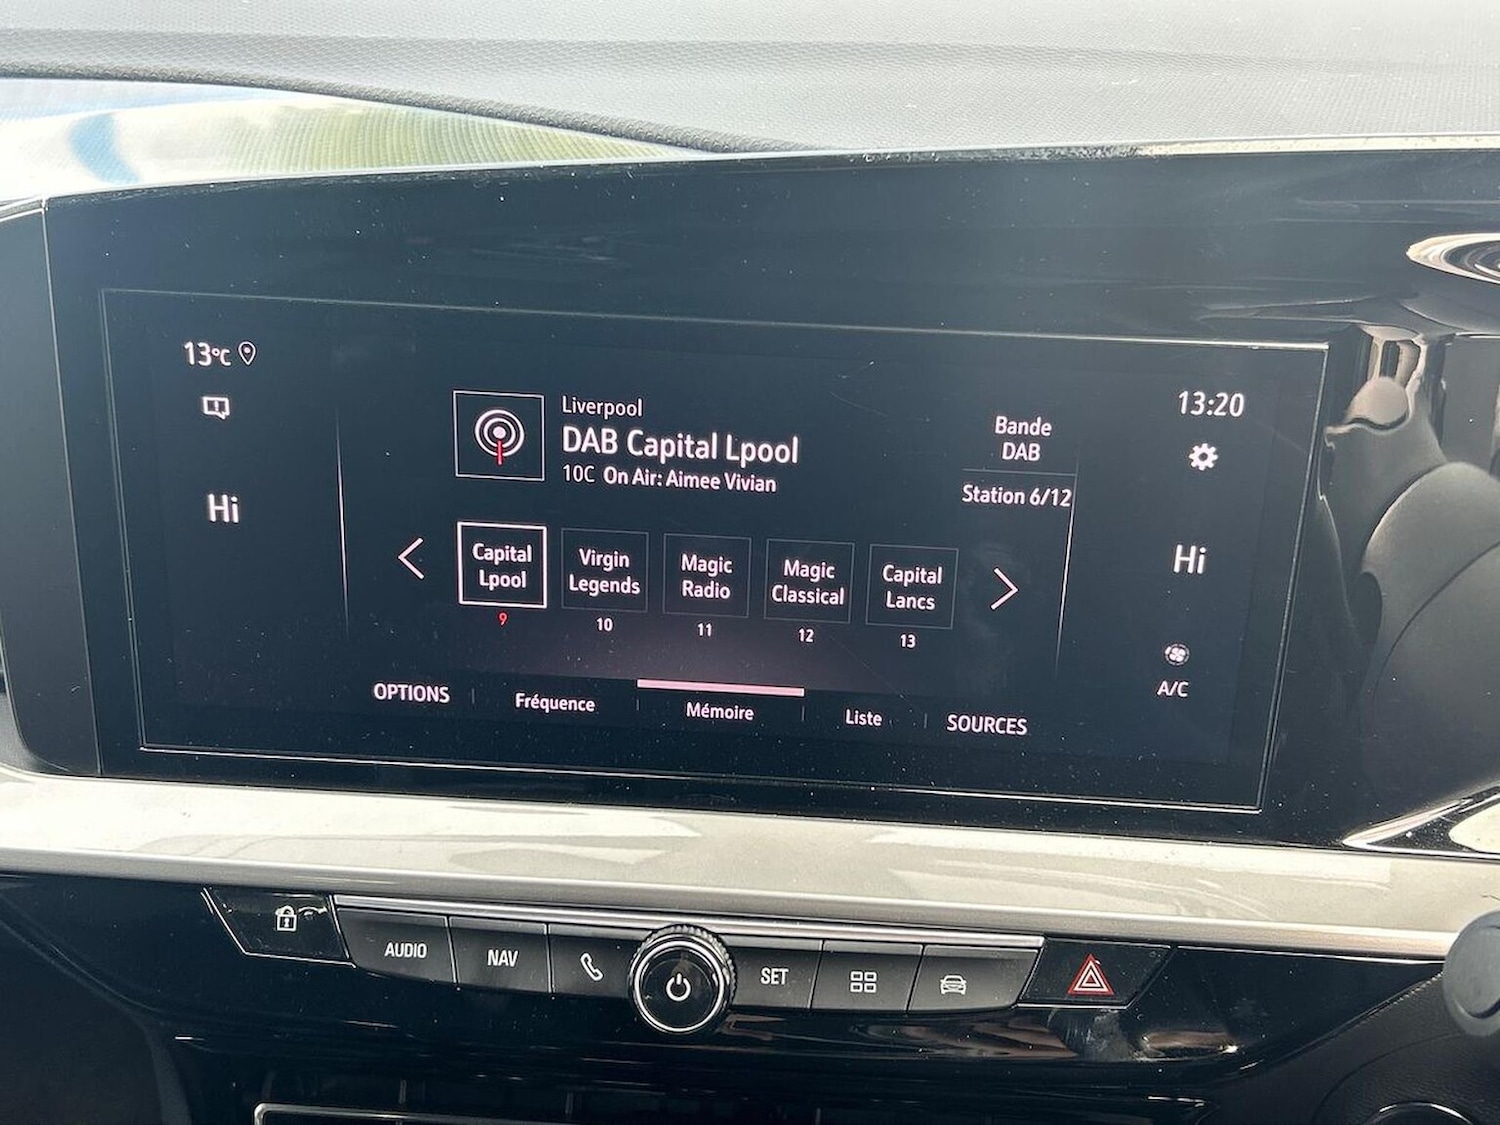 13°C
Liverpool
DAB Capital Lpool
10C On Air: Aimee Vivian
Bande
DAB
Station 6/12
13:20
Hi
Hi
Capital
Lpool
9
Virgin
Legends
10
Magic
Radio
11
Magic
Classical
12
Capital
Lancs
13
A/C
OPTIONS
Fréquence
Mémoire
Liste
SOURCES
AUDIO
NAV
SET